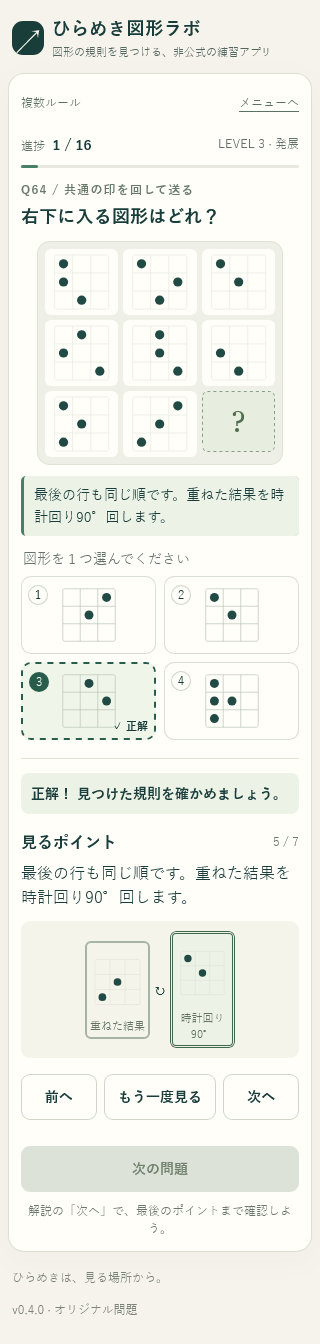 ひらめき図形ラボ
図形の規則を見つける、非公式の練習アプリ
複数ルール
メニューへ
進捗 1 / 16
LEVEL 3 · 発展
Q64 / 共通の印を回して送る
右下に入る図形はどれ？
?
最後の行も同じ順です。重ねた結果を時
計回り90°回します。
図形を1つ選んでください
1
2
3
✓ 正解
4
正解！ 見つけた規則を確かめましょう。
見るポイント
5 / 7
最後の行も同じ順です。重ねた結果を
時計回り90°回します。
重ねた結果
↻
時計回り
90°
前へ
もう一度見る
次へ
次の問題
解説の「次へ」で、最後のポイントまで確認しよ
う。
ひらめきは、見る場所から。
v0.4.0 · オリジナル問題